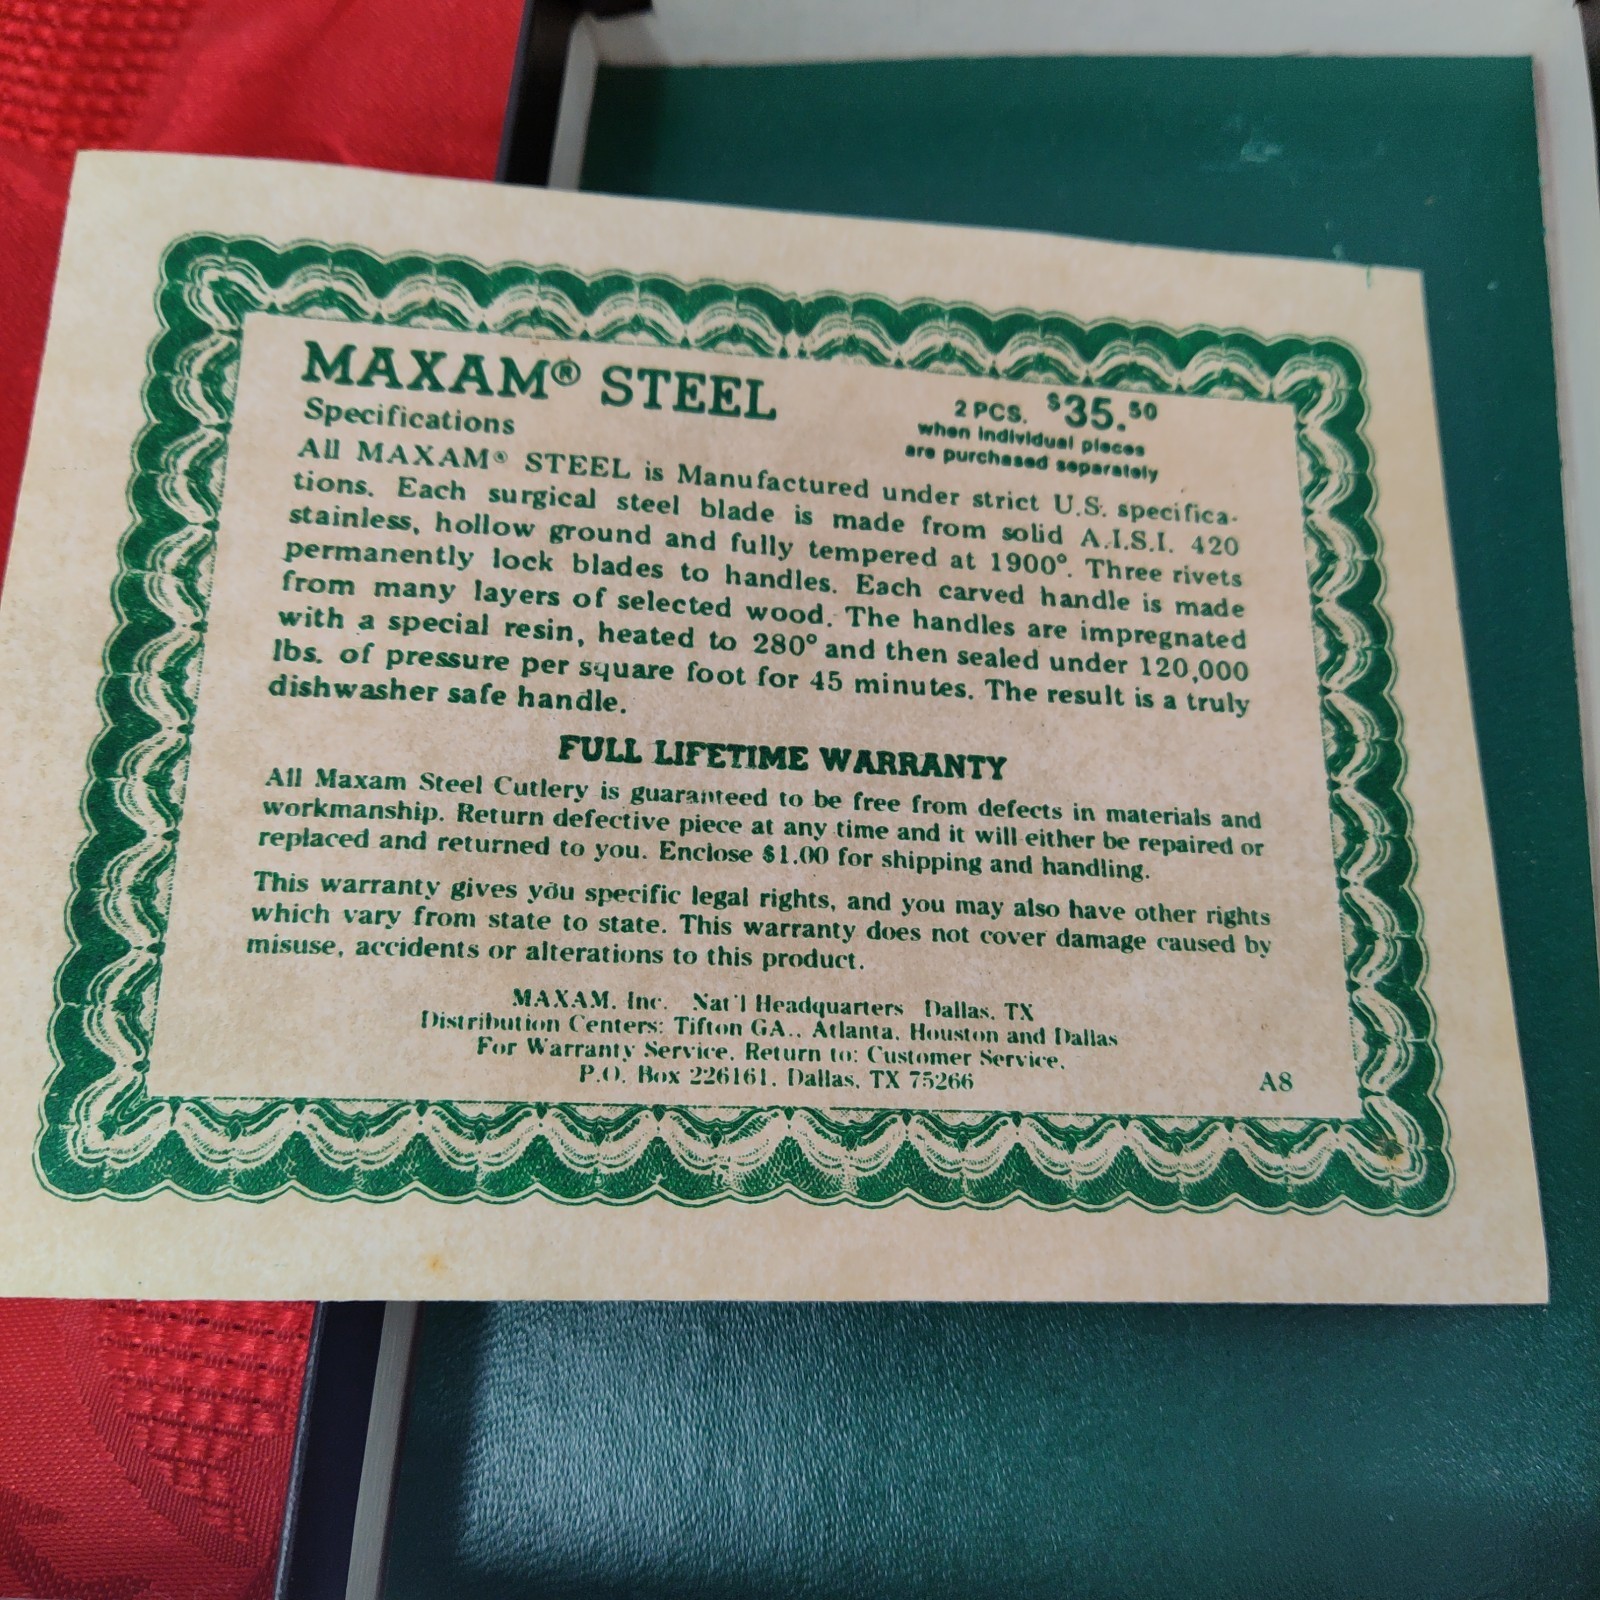 MAXAM® STEEL
Specifications
2 PCS. $35.50
when individual pieces
are purchased separately
All MAXAM® STEEL is Manufactured under strict U.S. specifica-
tions. Each surgical steel blade is made from solid A.I.S.I. 420
stainless, hollow ground and fully tempered at 1900°. Three rivets
permanently lock blades to handles. Each carved handle is made
from many layers of selected wood. The handles are impregnated
with a special resin, heated to 280° and then sealed under 120,000
lbs. of pressure per square foot for 45 minutes. The result is a truly
dishwasher safe handle.
FULL LIFETIME WARRANTY
All Maxam Steel Cutlery is guaranteed to be free from defects in materials and
workmanship. Return defective piece at any time and it will either be repaired or
replaced and returned to you. Enclose $1.00 for shipping and handling.
This warranty gives you specific legal rights, and you may also have other rights
which vary from state to state. This warranty does not cover damage caused by
misuse, accidents or alterations to this product.
MAXAM, Inc. Nat'l Headquarters Dallas, TX
Distribution Centers: Tifton GA., Atlanta, Houston and Dallas
For Warranty Service, Return to: Customer Service,
P.O. Box 226161, Dallas, TX 75266
A8